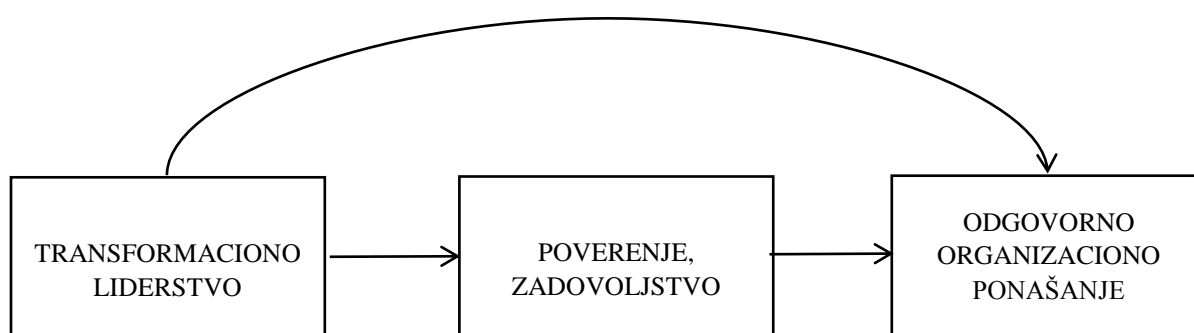 TRANSFORMACIONO
LIDERSTVO
POVERENJE,
ZADOVOLJSTVO
ODGOVORNO
ORGANIZACIONO
PONAŠANJE